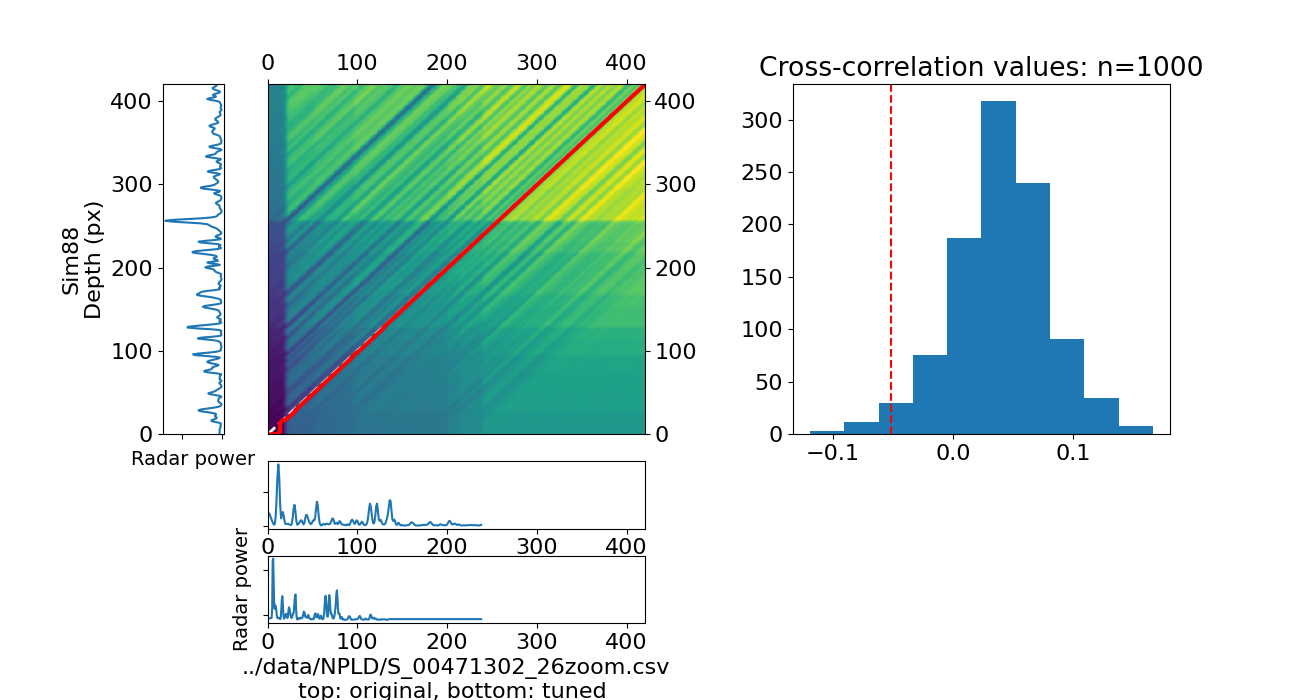 0 100 200 300 400
Cross-correlation values: n=1000
400
300
200
100
0
Sim88
Depth (px)
Radar power
400
300
200
100
0
300
250
200
150
100
50
0
−0.1 0.0 0.1
0 100 200 300 400
Radar power
0 100 200 300 400
../data/NPLD/S_00471302_26zoom.csv
top: original, bottom: tuned